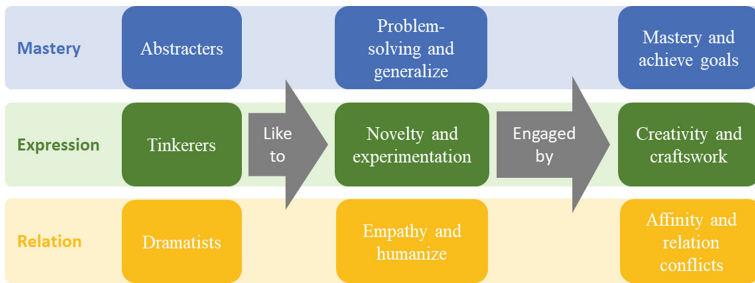 Mastery
Abstracters
Problem-
solving and
generalize
Mastery and
achieve goals
Expression
Tinkerers
Like
to
Novelty and
experimentation
Engaged
by
Creativity and
craftswork
Relation
Dramatists
Empathy and
humanize
Affinity and
relation
conflicts